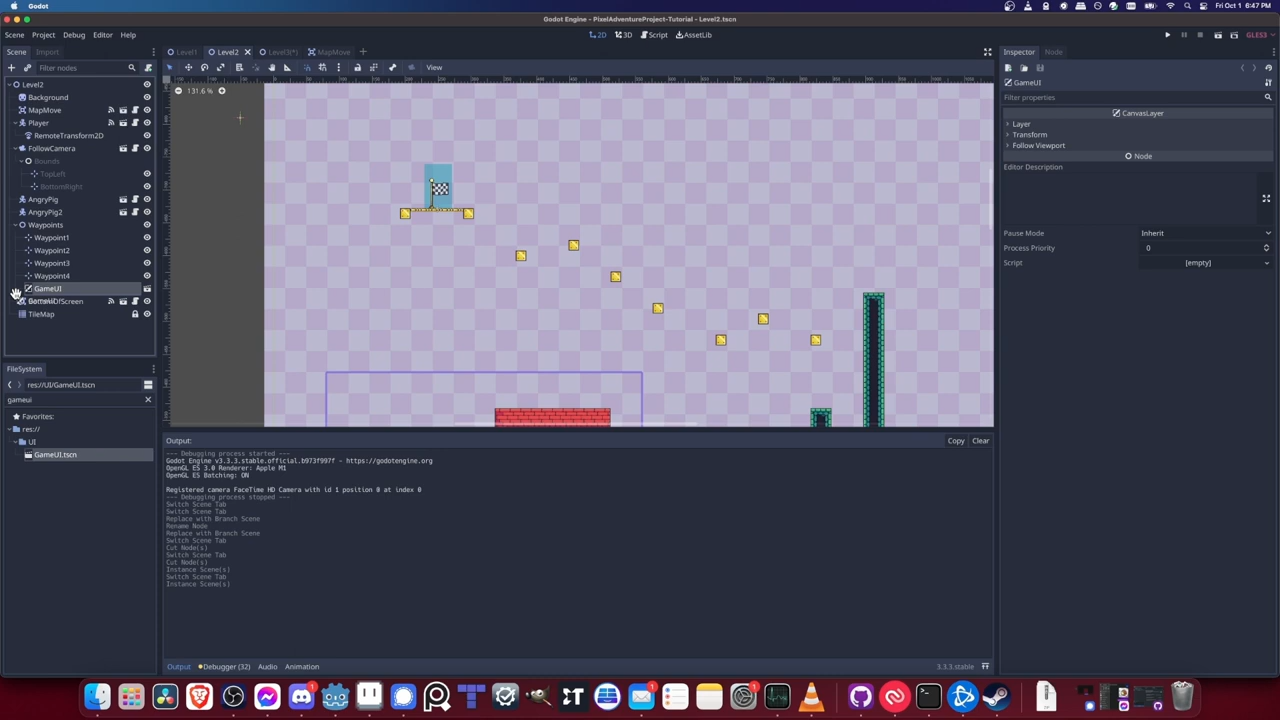 Godot
Fri Oct 1 6:47 PM
Godot Engine - PixelAdventureProject-Tutorial - Level2.tscn
Scene Project Debug Editor Help
2D 3D Script AssetLib
GLES3
Scene Import
Level1 Level2 Level3(*) MapMove
Inspector Node
Filter nodes
View
Level2
Background
MapMove
Player
RemoteTransform2D
FollowCamera
Bounds
TopLeft
BottomRight
AngryPig
AngryPig2
Waypoints
Waypoint1
Waypoint2
Waypoint3
Waypoint4
GameUI
TileMap
131.6 %
FileSystem
res://UI/GameUI.tscn
gameui
Favorites:
res://
UI
GameUI.tscn
Output:
Copy Clear
--- Debugging process started ---
Godot Engine v3.3.3.stable.official.b973f997f - https://godotengine.org
OpenGL ES 3.0 Renderer: Apple M1
OpenGL ES Batching: ON
Registered camera FaceTime HD Camera with id 1 position 0 at index 0
--- Debugging process stopped ---
Switch Scene Tab
Switch Scene Tab
Replace with Branch Scene
Rename Node
Replace with Branch Scene
Switch Scene Tab
Cut Node(s)
Switch Scene Tab
Cut Node(s)
Instance Scene(s)
Switch Scene Tab
Instance Scene(s)
Output Debugger (32) Audio Animation
3.3.3.stable
GameUI
Filter properties
CanvasLayer
Layer
Transform
Follow Viewport
Node
Editor Description
Pause Mode Inherit
Process Priority 0
Script [empty]